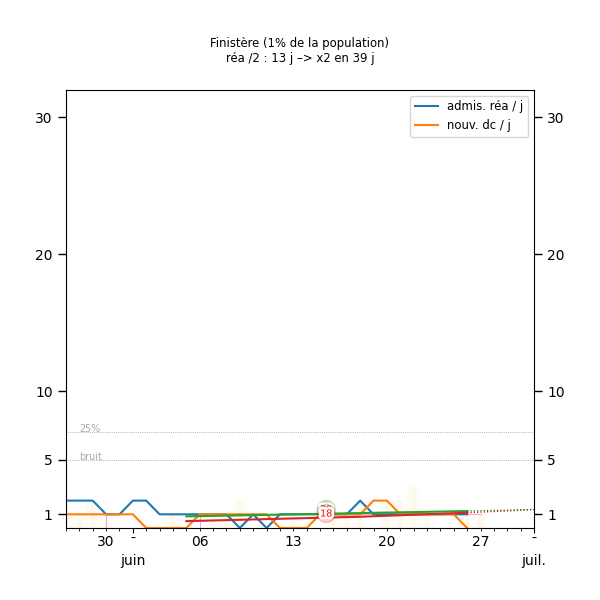 Finistère (1% de la population)
réa /2 : 13 j –> x2 en 39 j
admis. réa / j
nouv. dc / j
30 30
20 20
10 10
25%
5 5
bruit
1 18 1
30 - 06 13 20 27 -
juin juil.